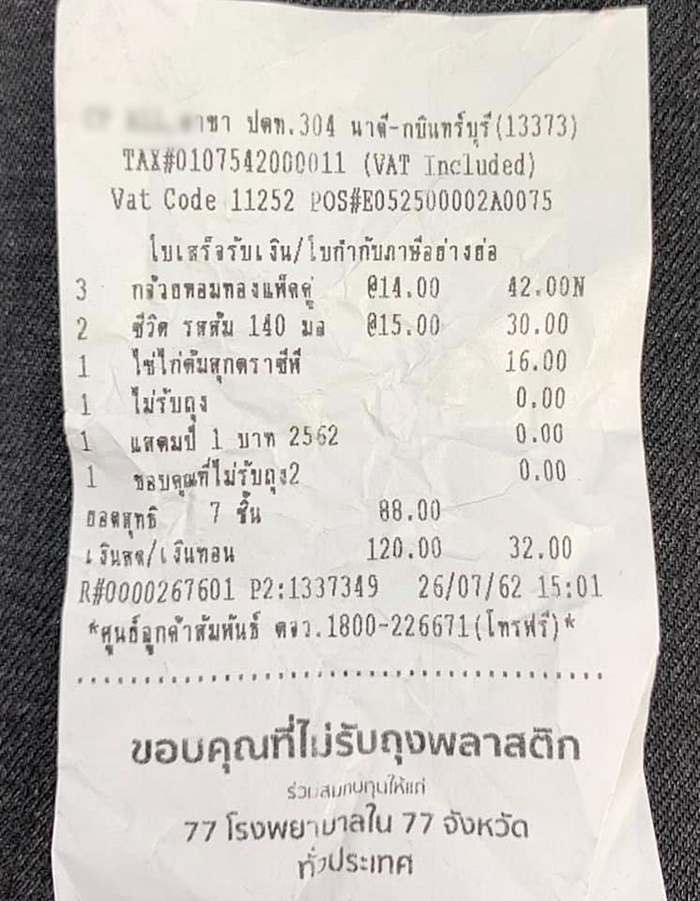 สาขา ปตท.304 นาดี-กบินทร์บุรี(13373)
TAX#0107542000011 (VAT Included)
Vat Code 11252 POS#E052500002A0075
ใบเสร็จรับเงิน/ใบกำกับภาษีอย่างย่อ
3 กล้วยหอมทองแพ็คคู่ @14.00 42.00N
2 ชีวิต รสส้ม 140 มล @15.00 30.00
1 ไข่ไก่ต้มสุกตราซีพี 16.00
1 ไม่รับถุง 0.00
1 แสตมป์ 1 บาท 2562 0.00
1 ขอบคุณที่ไม่รับถุง2 0.00
ยอดสุทธิ 7 ชิ้น 88.00
เงินสด/เงินทอน 120.00 32.00
R#0000267601 P2:1337349 26/07/62 15:01
*ศูนย์ลูกค้าสัมพันธ์ ตจว.1800-226671(โทรฟรี)*
ขอบคุณที่ไม่รับถุงพลาสติก
ร่วมสมทบทุนให้แก่
77 โรงพยาบาลใน 77 จังหวัด
ทั่วประเทศ